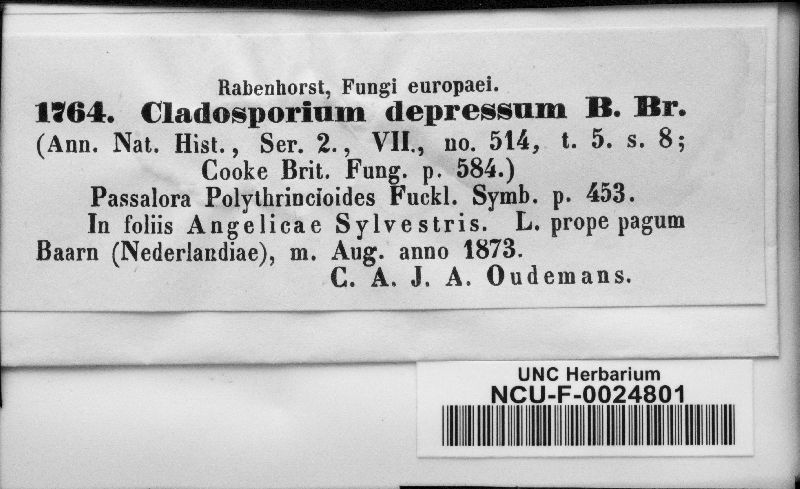 Rabenhorst, Fungi europaei.
1764. Cladosporium depressum B. Br.
(Ann. Nat. Hist., Ser. 2., VII., no. 514, t. 5. s. 8;
Cooke Brit. Fung. p. 584.)
Passalora Polythrincioides Fuckl. Symb. p. 453.
In foliis Angelicae Sylvestris. L. prope pagum
Baarn (Nederlandiae), m. Aug. anno 1873.
C. A. J. A. Oudemans.
UNC Herbarium
NCU-F-0024801